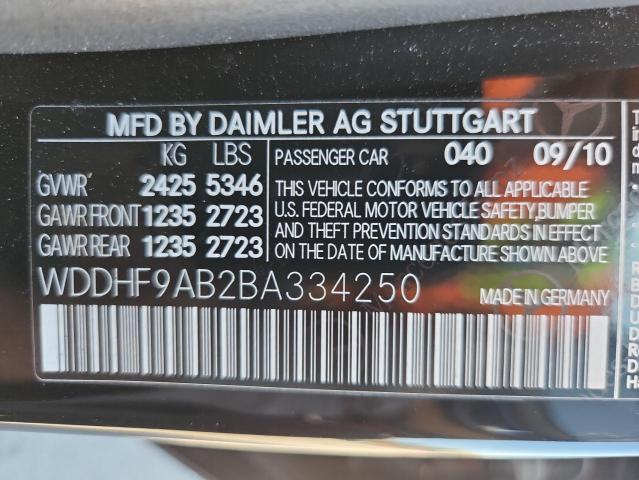 MFD BY DAIMLER AG STUTTGART
KG LBS
GVWR 2425 5346
GAWR FRONT 1235 2723
GAWR REAR 1235 2723
PASSENGER CAR 040 09/10
THIS VEHICLE CONFORMS TO ALL APPLICABLE
U.S. FEDERAL MOTOR VEHICLE SAFETY,BUMPER
AND THEFT PREVENTION STANDARDS IN EFFECT
ON THE DATE OF MANUFACTURE SHOWN ABOVE
WDDHF9AB2BA334250
MADE IN GERMANY